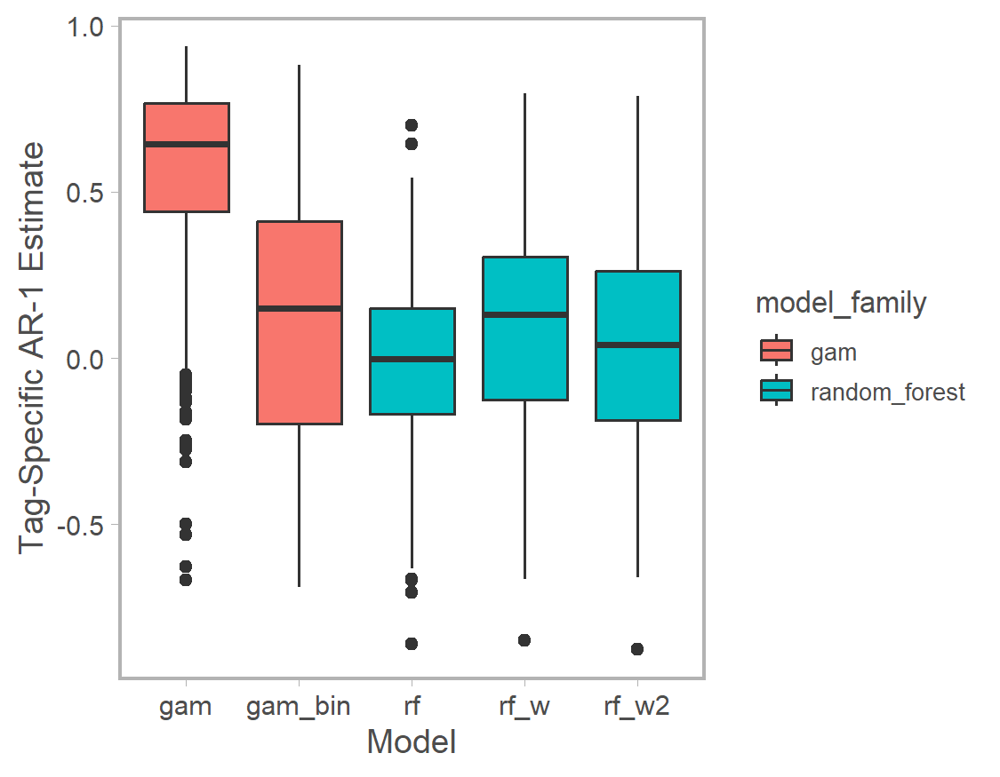 Tag-Specific AR-1 Estimate
1.0
0.5
0.0
-0.5
gam
gam_bin
rf
rf_w
rf_w2
Model
model_family
gam
random_forest